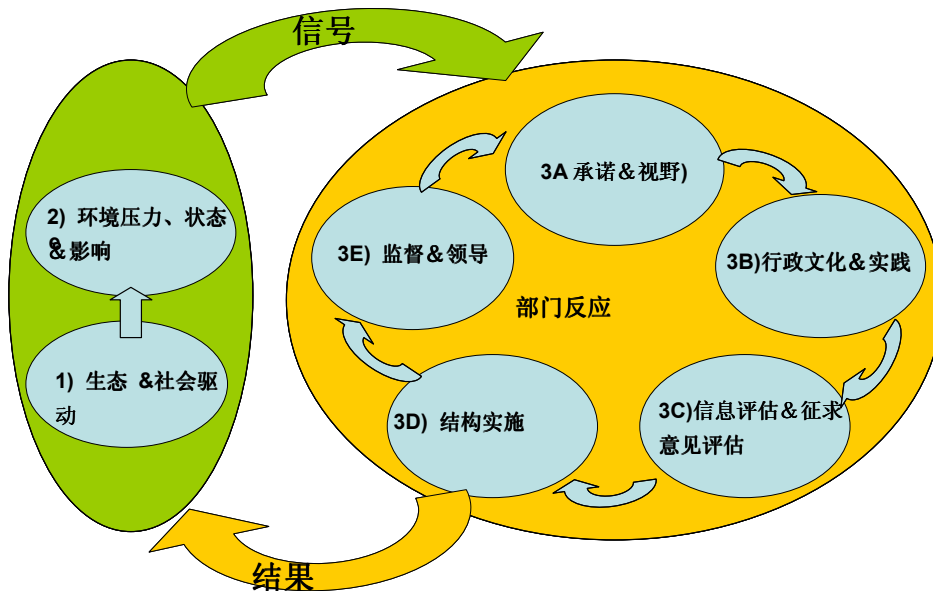 信号
2) 环境压力、状态
&影响
1) 生态 &社会驱
动
3A 承诺&视野)
3B)行政文化&实践
3C)信息评估&征求
意见评估
3D) 结构实施
3E) 监督&领导
部门反应
结果